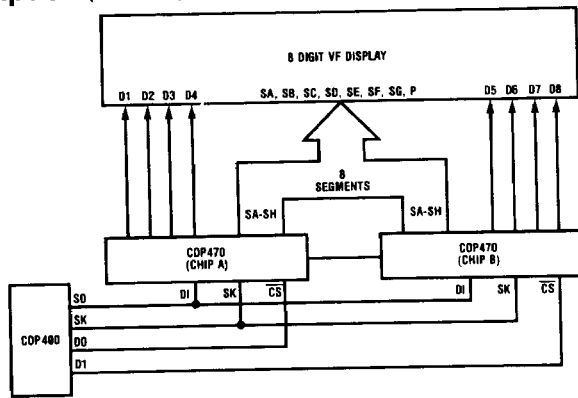 8 DIGIT VF DISPLAY
D1 D2 D3 D4 SA, SB, SC, SD, SE, SF, SG, P D5 D6 D7 D8
8
SEGMENTS
SA-SH SA-SH
COP470
(CHIP A)
COP470
(CHIP B)
DI SK CS DI SK CS
COP400
SO
SK
D0
D1